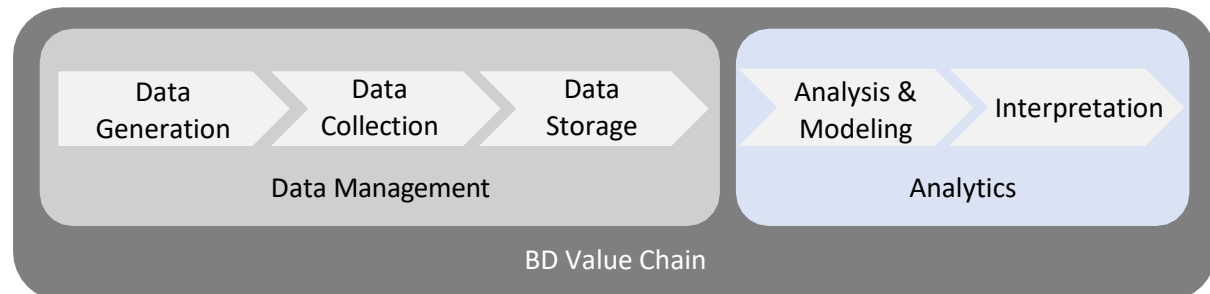 Data
Generation
Data
Collection
Data
Storage
Analysis &
Modeling
Interpretation
Data Management
Analytics
BD Value Chain